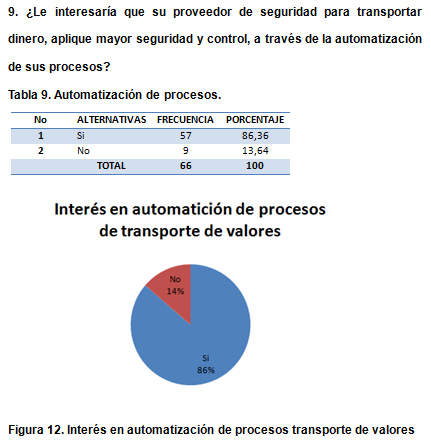 9. ¿Le interesaría que su proveedor de seguridad para transportar
dinero, aplique mayor seguridad y control, a través de la automatización
de sus procesos?
Tabla 9. Automatización de procesos.
No ALTERNATIVAS FRECUENCIA PORCENTAJE
1 Si 57 86,36
2 No 9 13,64
TOTAL 66 100
Interés en automatición de procesos
de transporte de valores
No
14%
Si
86%
Figura 12. Interés en automatización de procesos transporte de valores